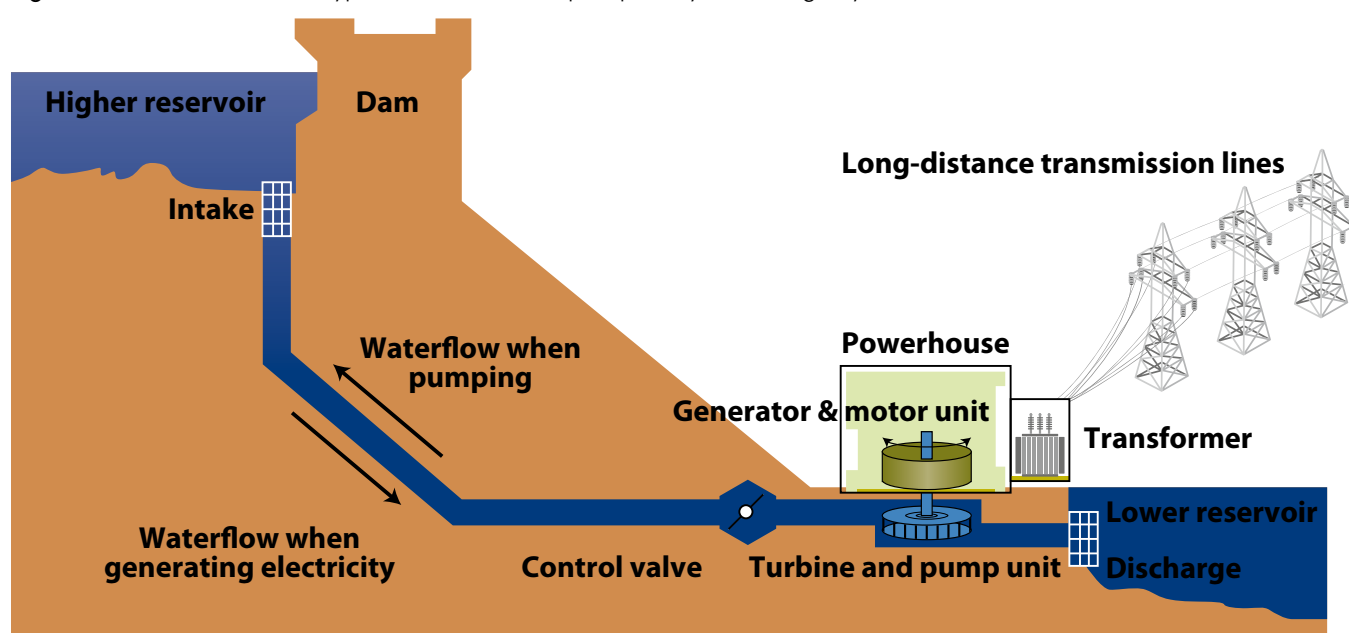 Higher reservoir
Dam
Long-distance transmission lines
Intake
Waterflow when
pumping
Powerhouse
Generator & motor unit
Transformer
Waterflow when
generating electricity
Control valve
Turbine and pump unit
Lower reservoir
Discharge